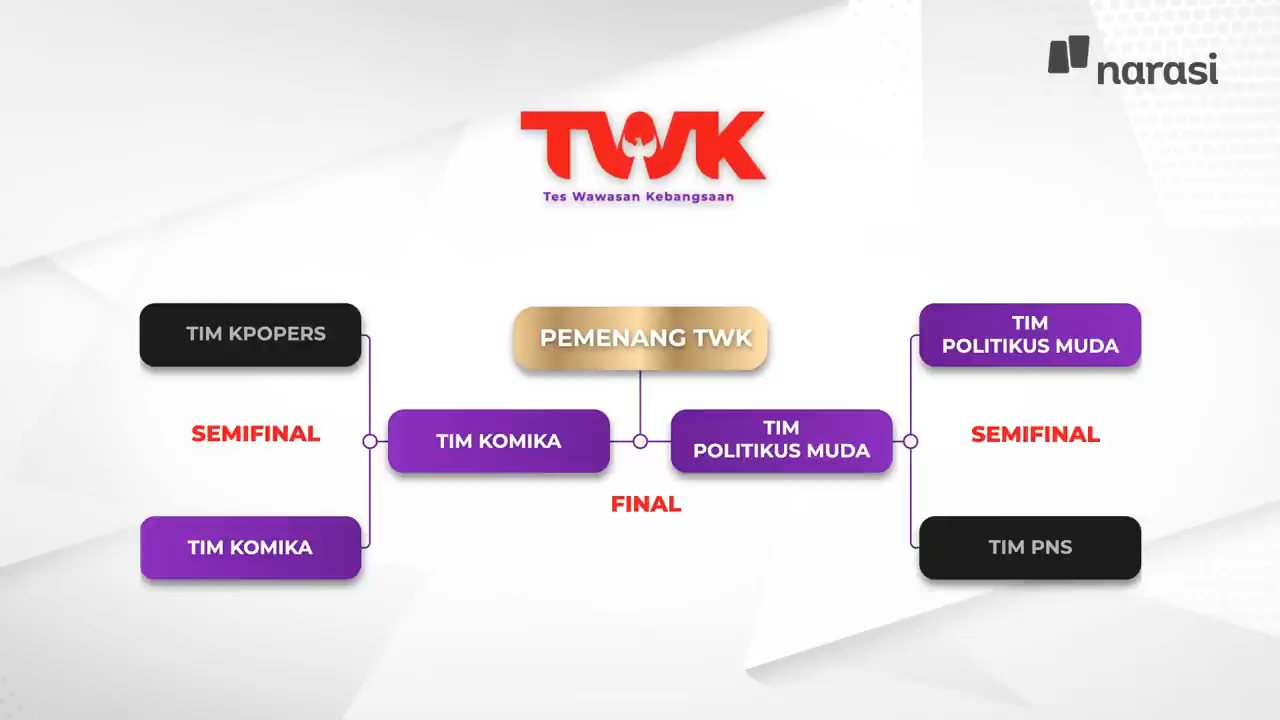 narasi
TWK
Tes Wawasan Kebangsaan
TIM KPOPERS
SEMIFINAL
TIM KOMIKA
TIM KOMIKA
PEMENANG TWK
FINAL
TIM
POLITIKUS MUDA
TIM
POLITIKUS MUDA
SEMIFINAL
TIM PNS